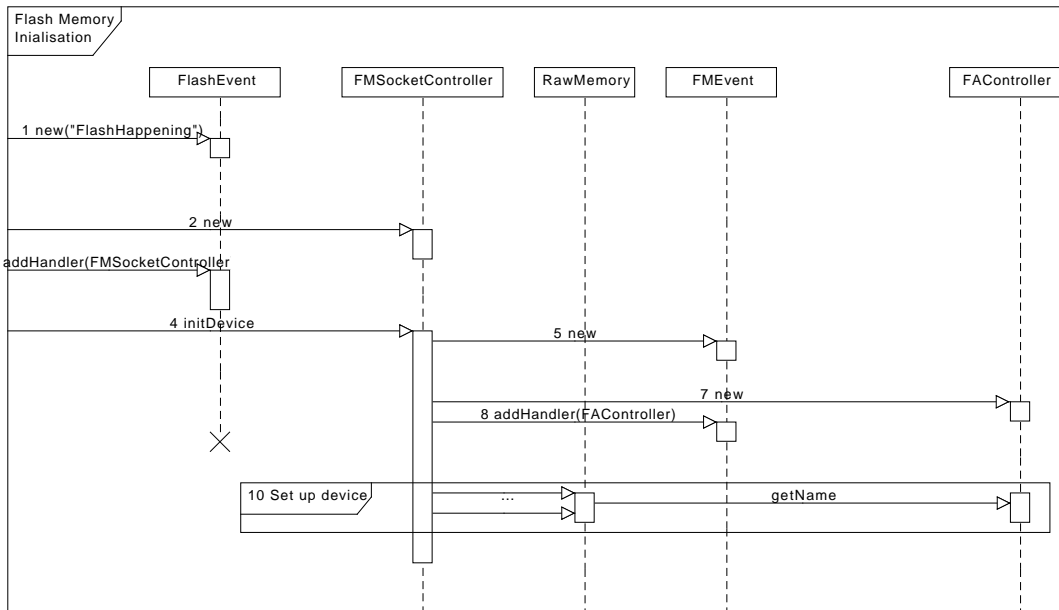 Flash Memory
Inialisation
FlashEvent
FMSocketController
RawMemory
FMEvent
FAController
1 new("FlashHappening")
2 new
addHandler(FMSocketController
4 initDevice
5 new
7 new
8 addHandler(FAController)
10 Set up device
...
getName